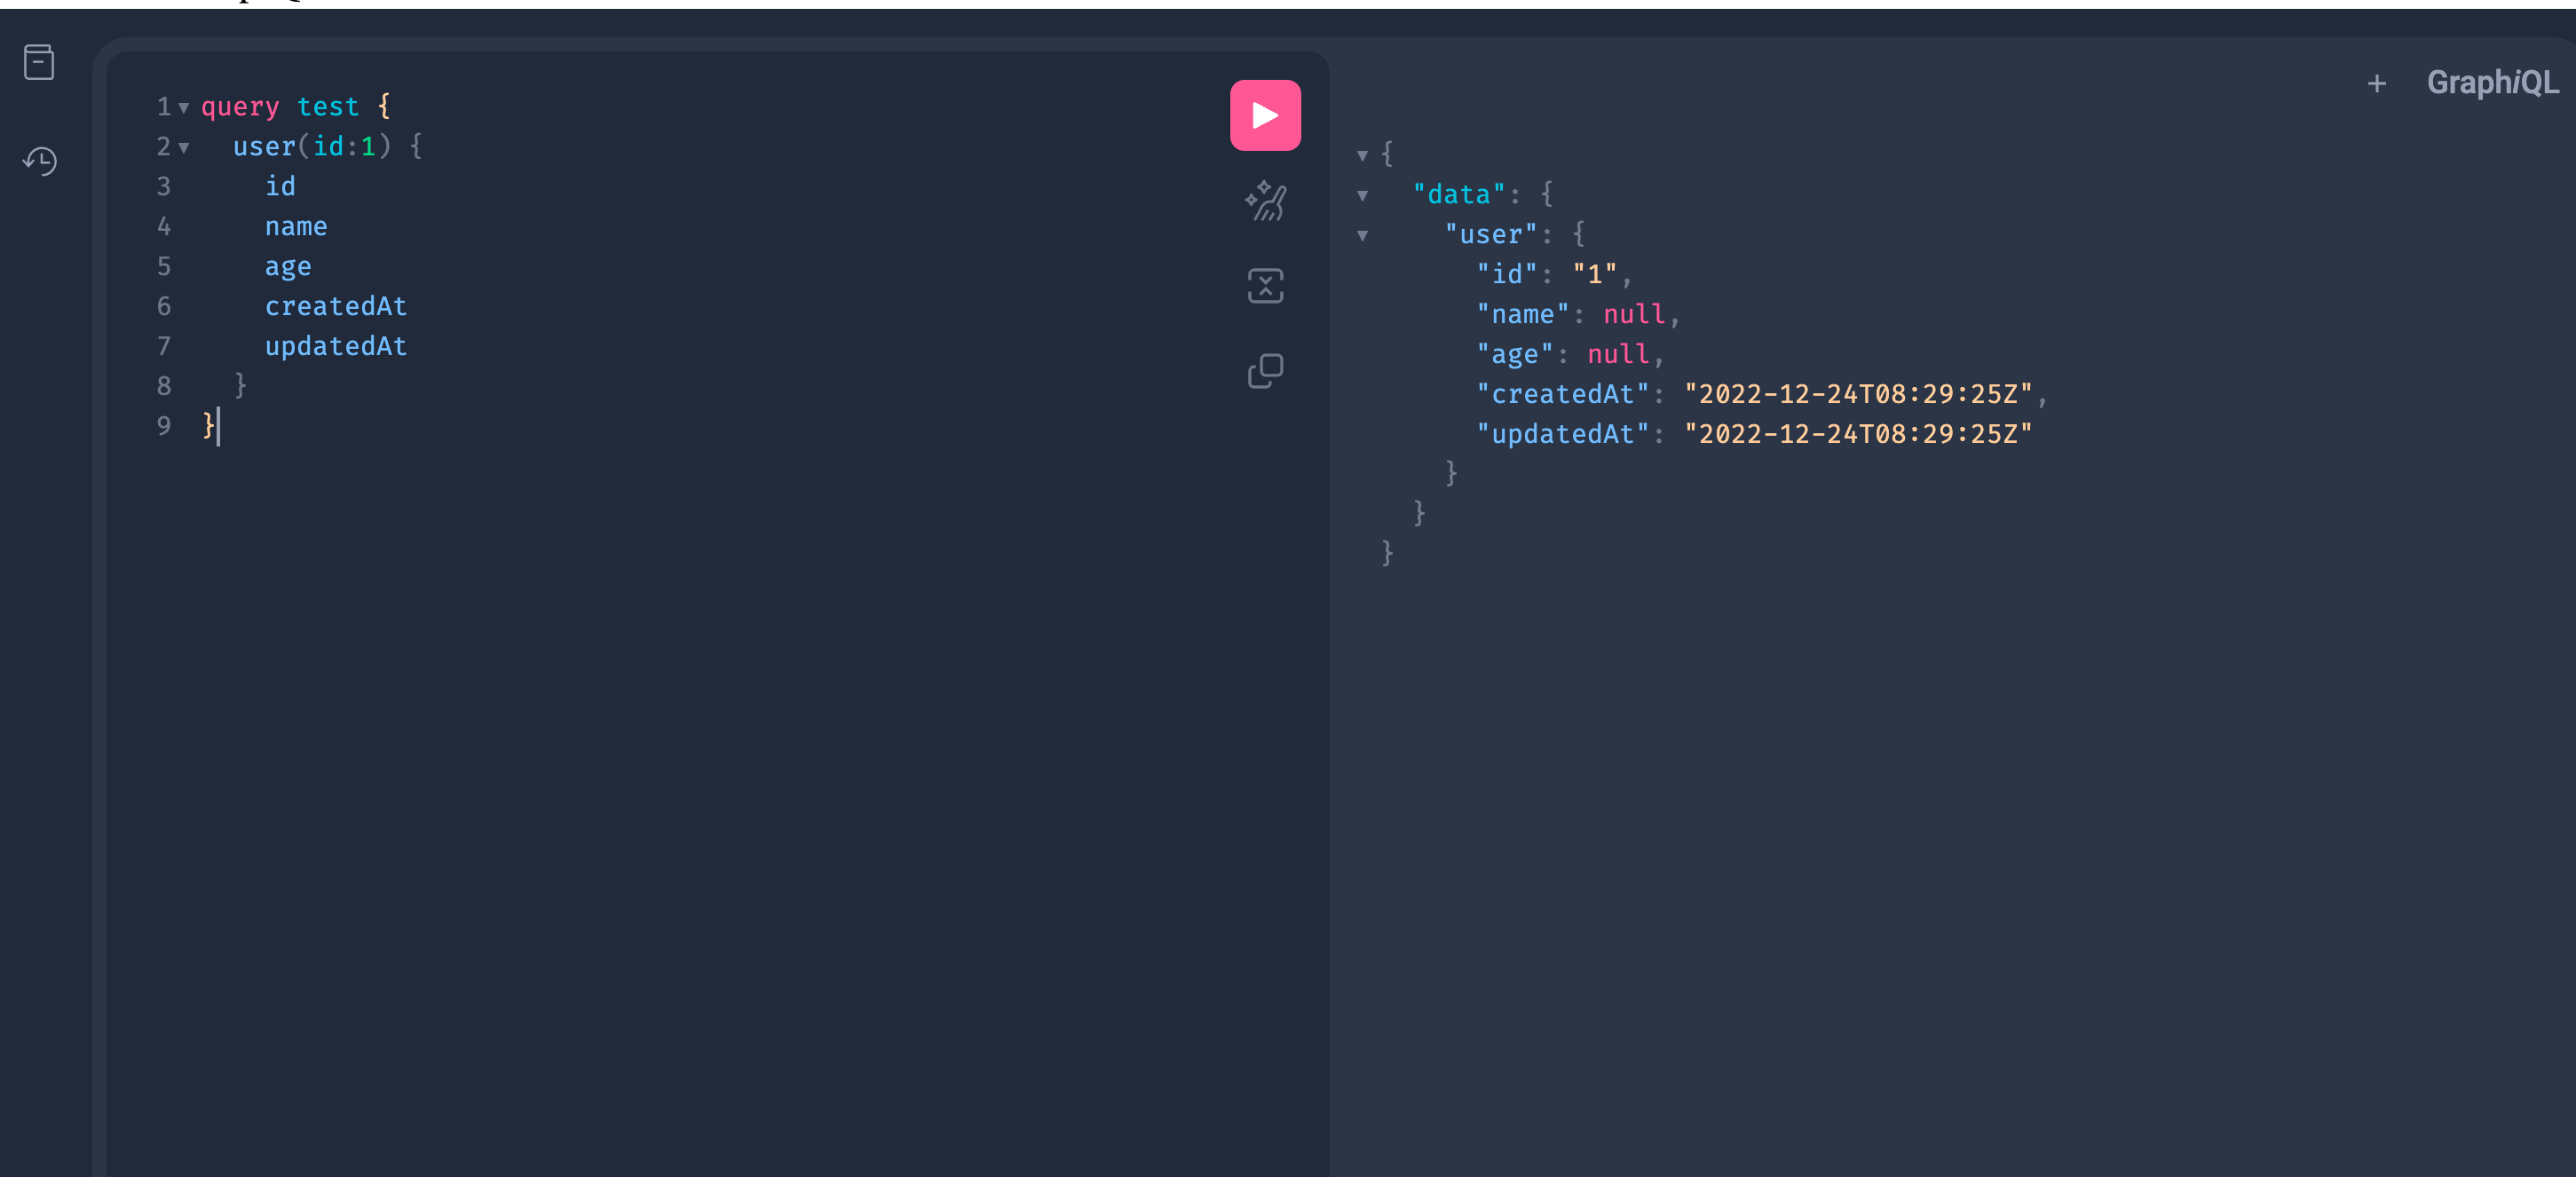 1 query test {
2 user(id:1) {
3 id
4 name
5 age
6 createdAt
7 updatedAt
8 }
9 }
+ GraphiQL
{
"data": {
"user": {
"id": "1",
"name": null,
"age": null,
"createdAt": "2022-12-24T08:29:25Z",
"updatedAt": "2022-12-24T08:29:25Z"
}
}
}